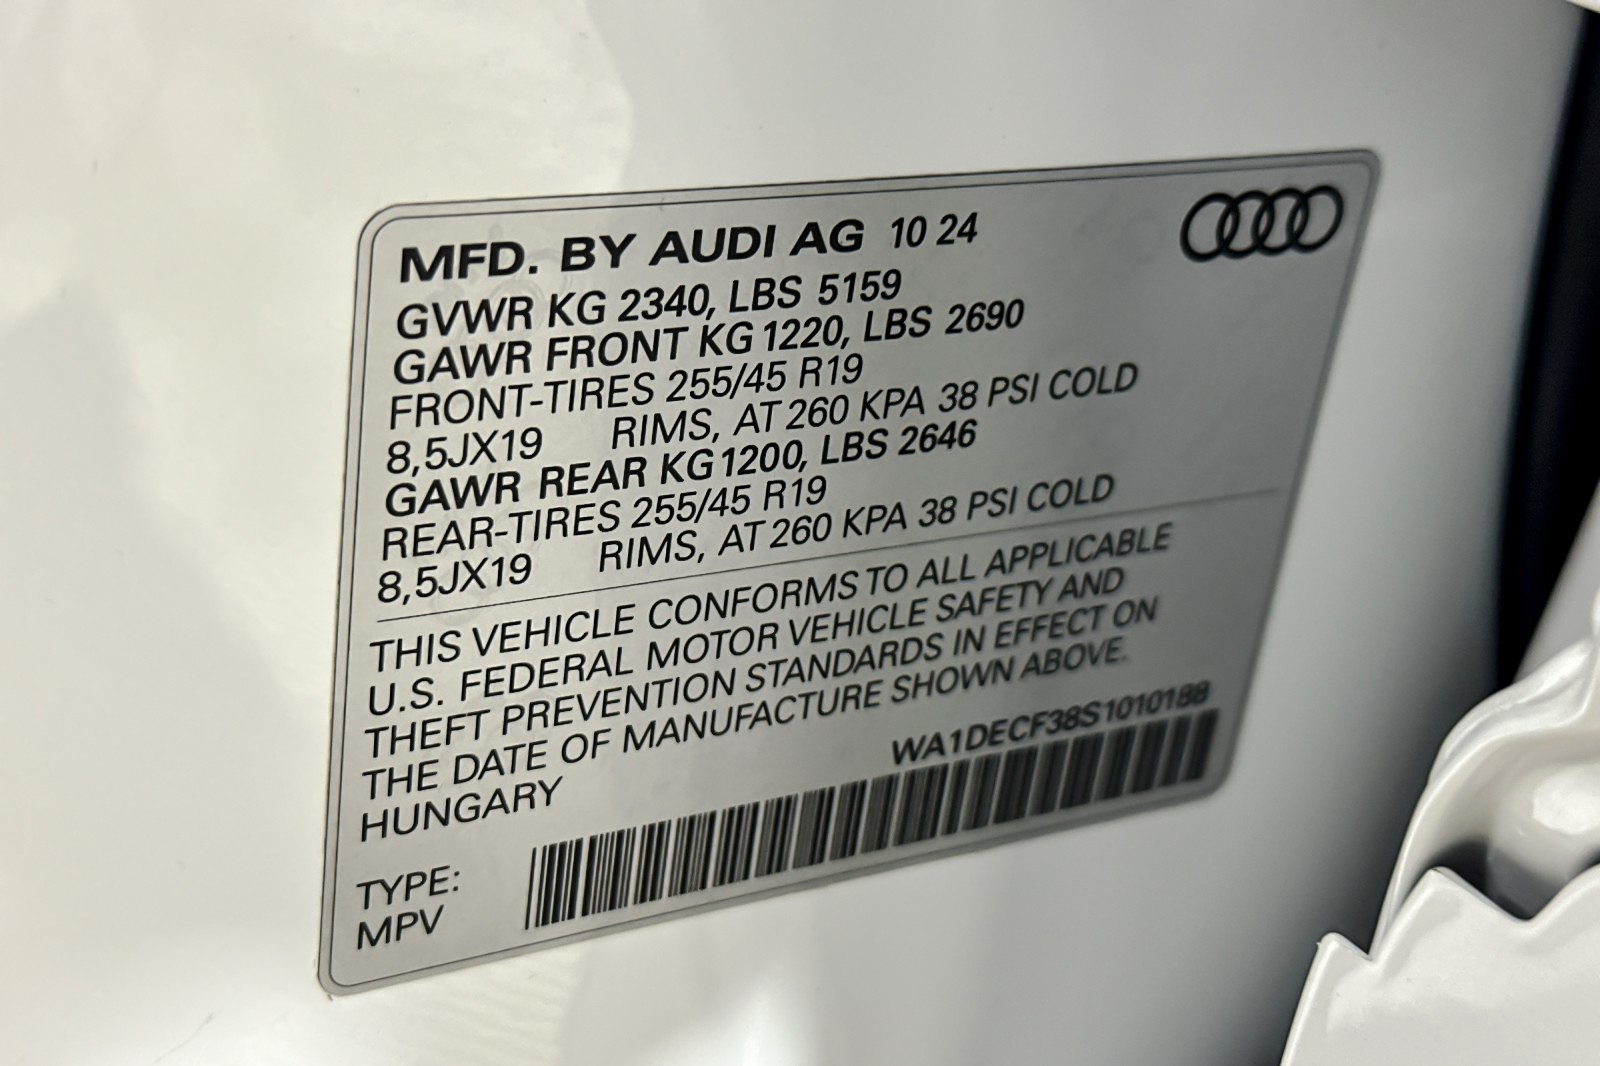 MFD. BY AUDI AG 10 24
GVWR KG 2340, LBS 5159
GAWR FRONT KG 1220, LBS 2690
FRONT-TIRES 255/45 R19
8,5JX19 RIMS, AT 260 KPA 38 PSI COLD
GAWR REAR KG 1200, LBS 2646
REAR-TIRES 255/45 R19
8,5JX19 RIMS, AT 260 KPA 38 PSI COLD
THIS VEHICLE CONFORMS TO ALL APPLICABLE
U.S. FEDERAL MOTOR VEHICLE SAFETY AND
THEFT PREVENTION STANDARDS IN EFFECT ON
THE DATE OF MANUFACTURE SHOWN ABOVE.
HUNGARY
WA1DECF38S1010188
TYPE:
MPV